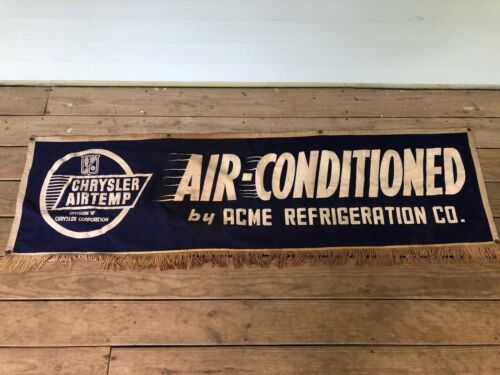 CHRYSLER
AIRTEMP
DIVISION OF
CHRYSLER CORPORATION
AIR-CONDITIONED
by ACME REFRIGERATION CO.